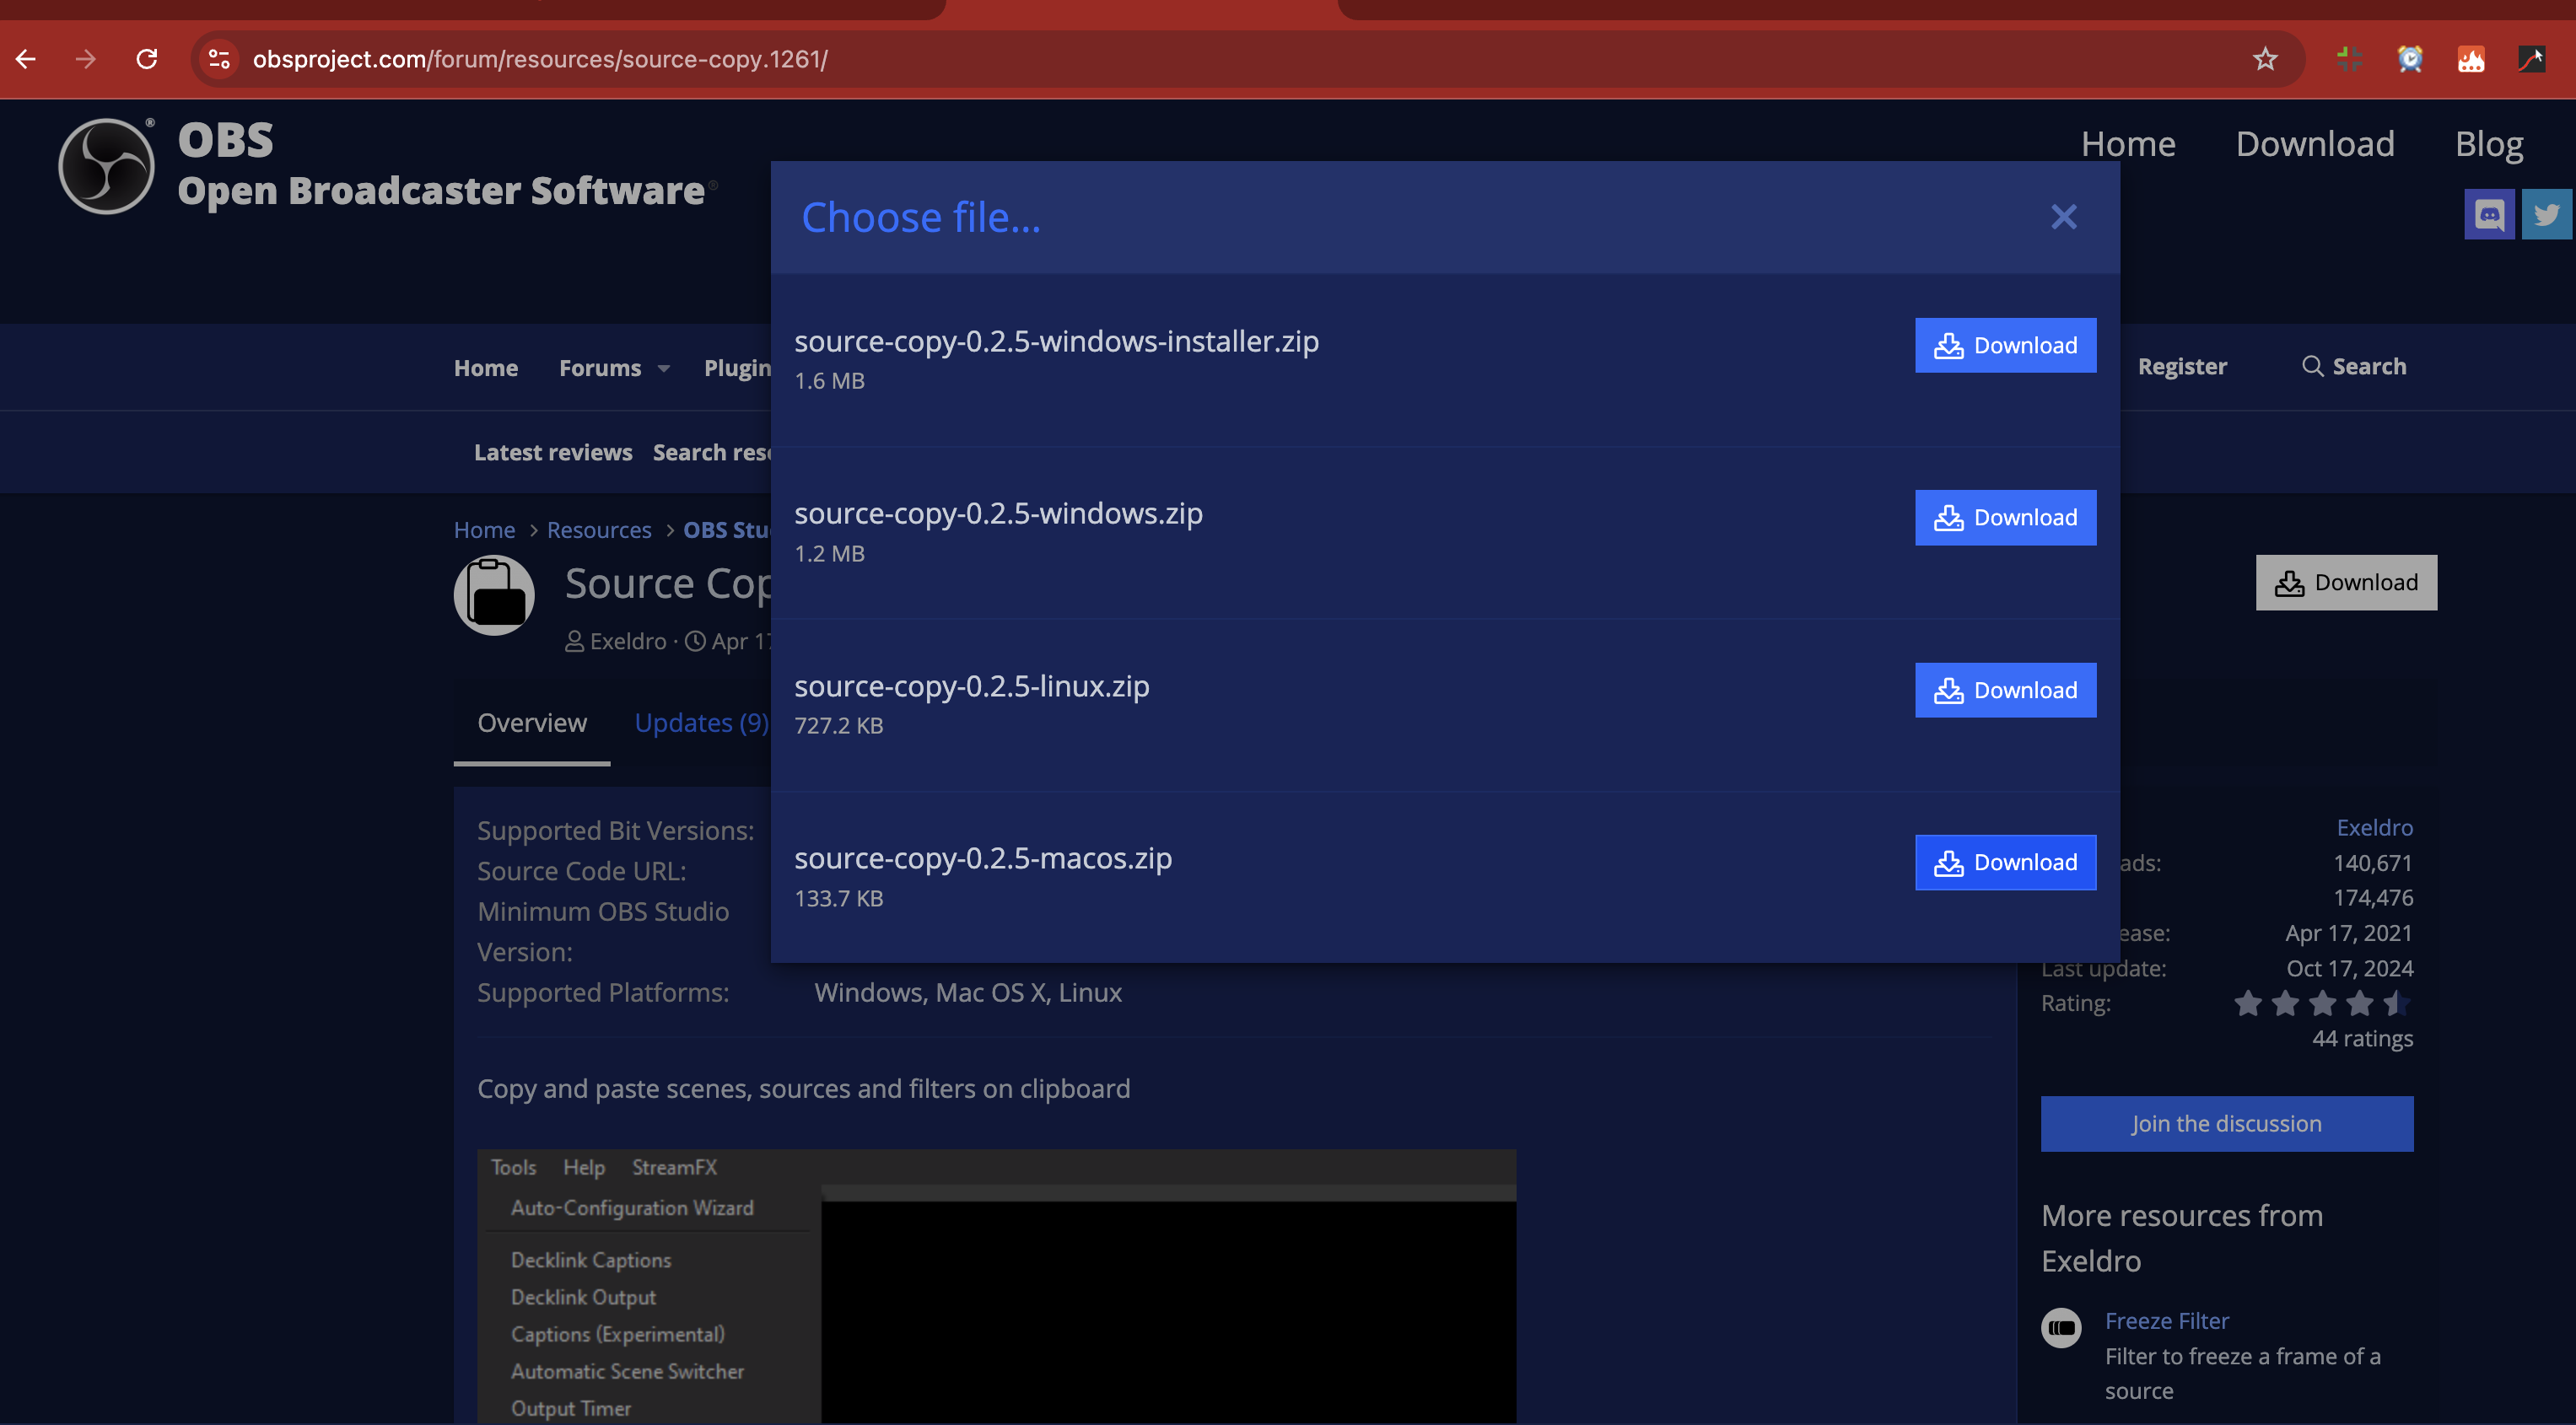 obsproject.com/forum/resources/source-copy.1261/
OBS
Open Broadcaster Software®
Home Download Blog
Choose file...
source-copy-0.2.5-windows-installer.zip
1.6 MB
Download
source-copy-0.2.5-windows.zip
1.2 MB
Download
source-copy-0.2.5-linux.zip
727.2 KB
Download
source-copy-0.2.5-macos.zip
133.7 KB
Download
Home Forums Plugin
Register Search
Latest reviews Search res
Home > Resources > OBS Stu
Source Cop
Exeldro · Apr 17
Download
Overview Updates (9)
Supported Bit Versions:
Source Code URL:
Minimum OBS Studio
Version:
Supported Platforms: Windows, Mac OS X, Linux
Copy and paste scenes, sources and filters on clipboard
Tools Help StreamFX
Auto-Configuration Wizard
Decklink Captions
Decklink Output
Captions (Experimental)
Automatic Scene Switcher
Output Timer
Exeldro
ads: 140,671
174,476
ease: Apr 17, 2021
Last update: Oct 17, 2024
Rating:
44 ratings
Join the discussion
More resources from
Exeldro
Freeze Filter
Filter to freeze a frame of a
source